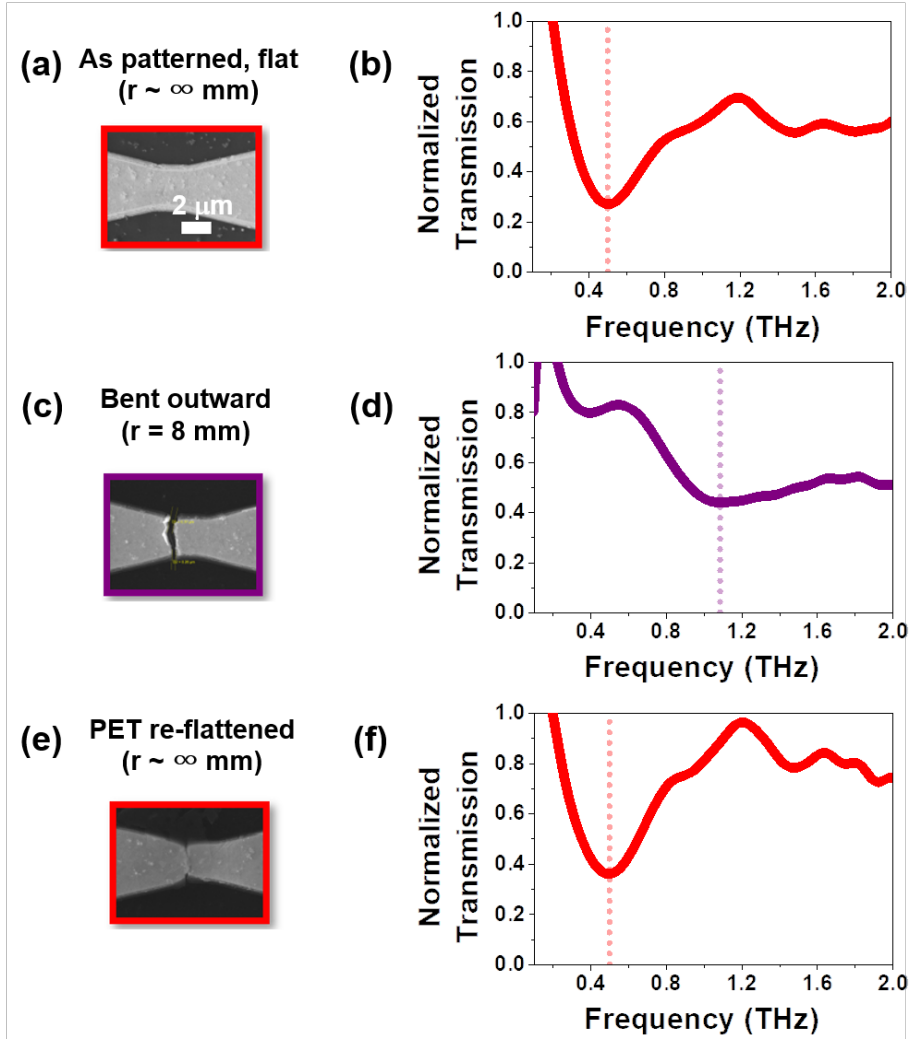 (a) As patterned, flat
(r ~ ∞ mm)
2 μm
(b)
Normalized
Transmission
1.0
0.8
0.6
0.4
0.2
0.0
0.4 0.8 1.2 1.6 2.0
Frequency (THz)
(c) Bent outward
(r = 8 mm)
(d)
Normalized
Transmission
1.0
0.8
0.6
0.4
0.2
0.0
0.4 0.8 1.2 1.6 2.0
Frequency (THz)
(e) PET re-flattened
(r ~ ∞ mm)
(f)
Normalized
Transmission
1.0
0.8
0.6
0.4
0.2
0.0
0.4 0.8 1.2 1.6 2.0
Frequency (THz)